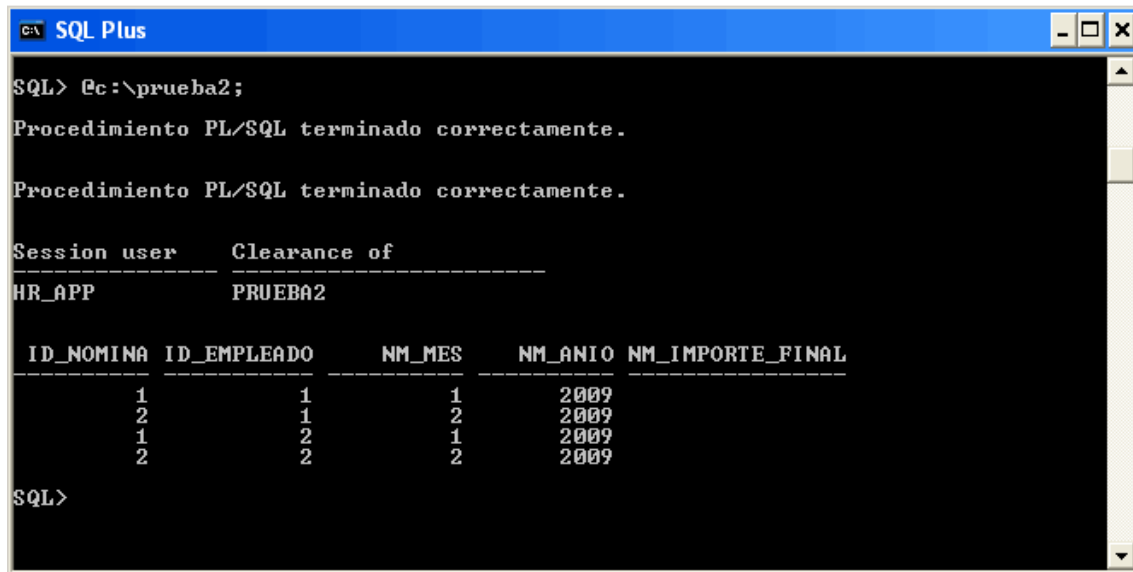 SQL Plus
SQL> @c:\prueba2;
Procedimiento PL/SQL terminado correctamente.
Procedimiento PL/SQL terminado correctamente.
Session user    Clearance of
--------------- -----------------------
HR_APP          PRUEBA2
 ID_NOMINA ID_EMPLEADO     NM_MES    NM_ANIO NM_IMPORTE_FINAL
---------- ----------- ---------- ---------- ----------------
         1           1          1       2009
         2           1          2       2009
         1           2          1       2009
         2           2          2       2009
SQL>